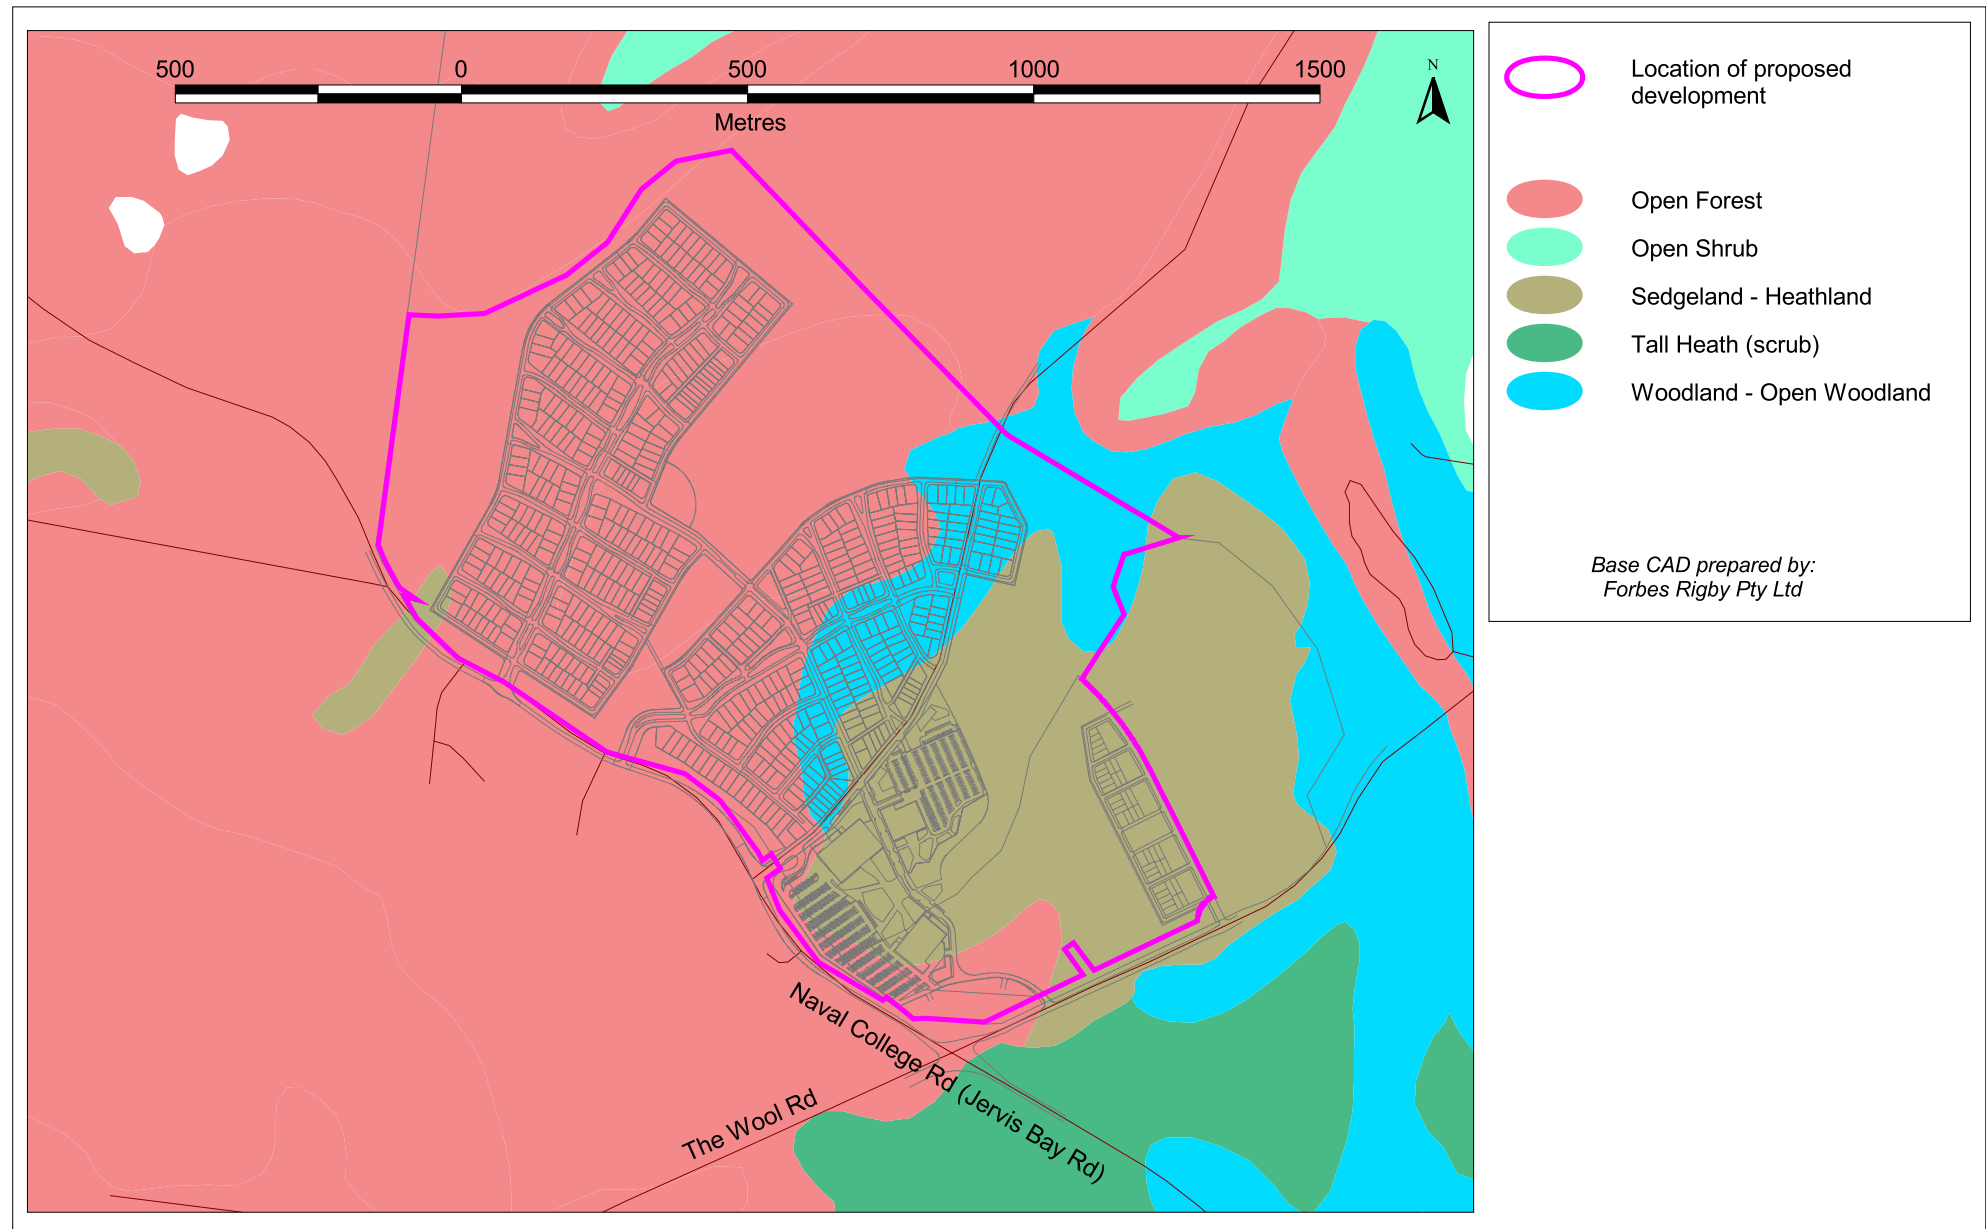 500 0 500 1000 1500
Metres
N
Naval College Rd (Jervis Bay Rd)
The Wool Rd
Location of proposed
development
Open Forest
Open Shrub
Sedgeland - Heathland
Tall Heath (scrub)
Woodland - Open Woodland
Base CAD prepared by:
Forbes Rigby Pty Ltd